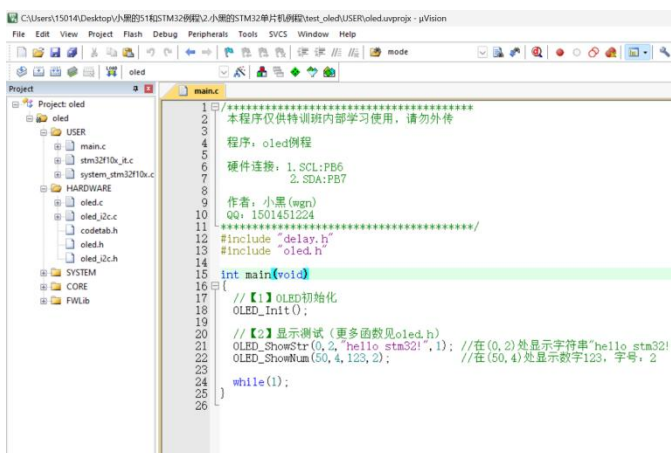 C:\Users\15014\Desktop\小黑的51和STM32例程\2.小黑的STM32单片机例程\test_oled\USER\oled.uvprojx - µVision
File Edit View Project Flash Debug Peripherals Tools SVCS Window Help
mode
oled
Project
Project: oled
oled
USER
main.c
stm32f10x_it.c
system_stm32f10x.c
HARDWARE
oled.c
oled_i2c.c
codetab.h
oled.h
oled_i2c.h
SYSTEM
CORE
FWLib
main.c
1 /****************************************
2 本程序仅供特训班内部学习使用，请勿外传
3
4 程序：oled例程
5
6 硬件连接：1.SCL:PB6
7 2.SDA:PB7
8
9 作者：小黑(wgn)
10 QQ：1501451224
11 *****************************************/
12 #include "delay.h"
13 #include "oled.h"
14
15 int main(void)
16 {
17 //【1】OLED初始化
18 OLED_Init();
19
20 //【2】显示测试（更多函数见oled.h）
21 OLED_ShowStr(0,2,"hello stm32!",1); //在(0,2)处显示字符串"hello stm32!
22 OLED_ShowNum(50,4,123,2); //在(50,4)处显示数字123，字号：2
23
24 while(1);
25 }
26